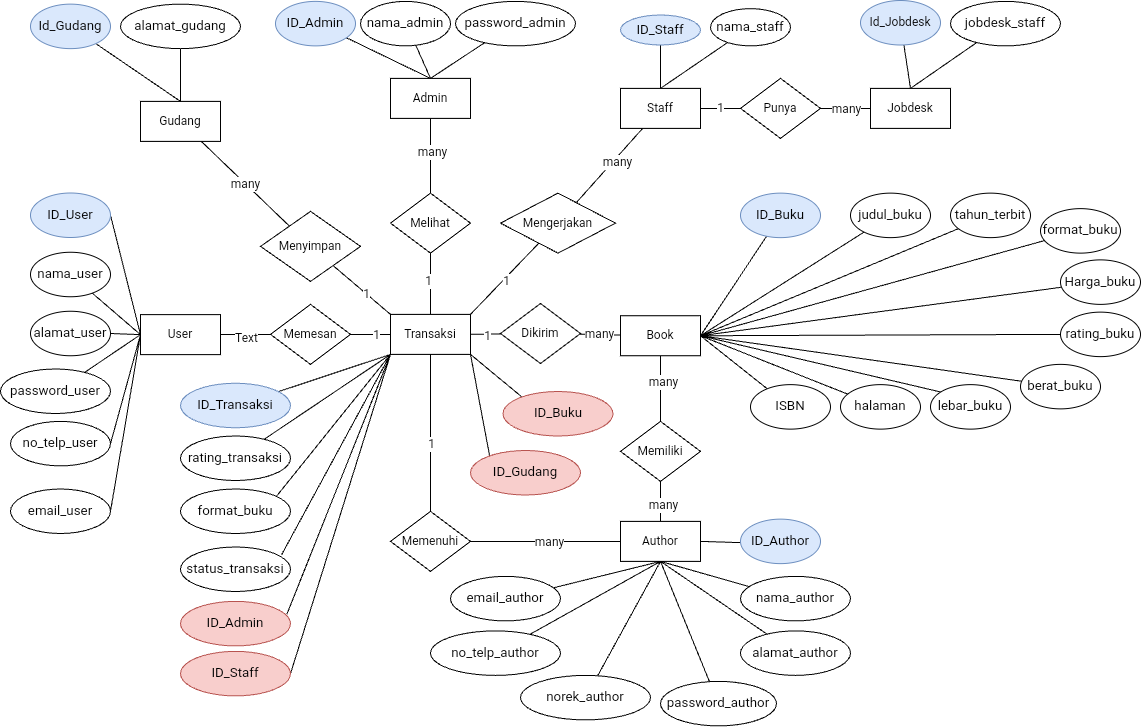 Id_Gudang
alamat_gudang
ID_Admin
nama_admin
password_admin
ID_Staff
nama_staff
Id_Jobdesk
jobdesk_staff
Gudang
Admin
Staff
1
Punya
many
Jobdesk
many
many
many
ID_User
Menyimpan
Melihat
Mengerjakan
ID_Buku
judul_buku
tahun_terbit
format_buku
nama_user
1
1
1
Harga_buku
alamat_user
User
Text
Memesan
1
Transaksi
1
Dikirim
many
Book
rating_buku
password_user
many
berat_buku
ID_Transaksi
ID_Buku
ISBN
halaman
lebar_buku
no_telp_user
rating_transaksi
1
ID_Gudang
Memiliki
email_user
format_buku
many
status_transaksi
Memenuhi
many
Author
ID_Author
ID_Admin
email_author
nama_author
ID_Staff
no_telp_author
alamat_author
norek_author
password_author